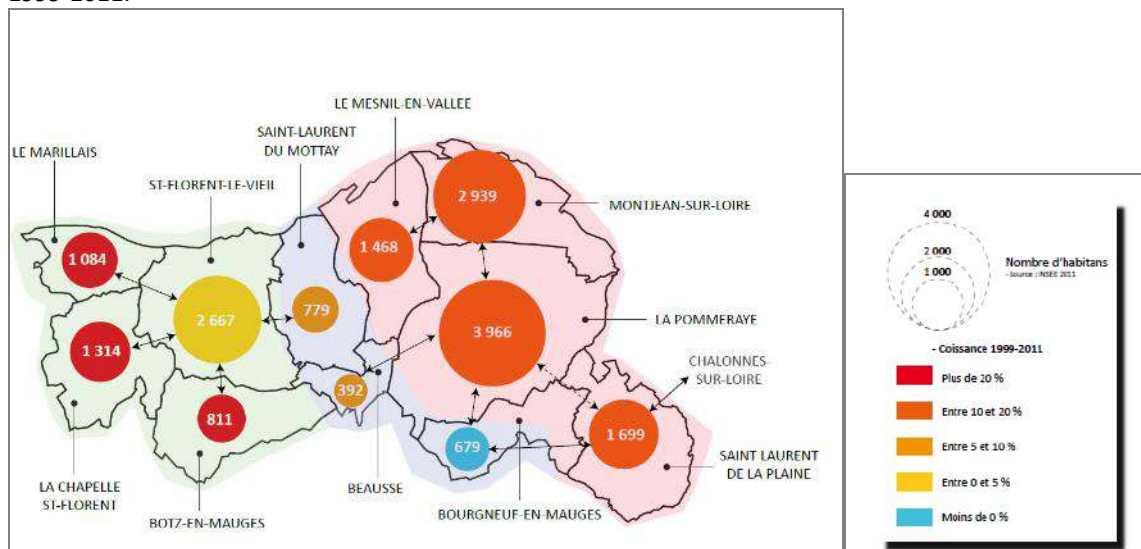 LE MESNIL-EN-VALLEE
SAINT-LAURENT
DU MOTTAY
LE MARILLAIS
ST-FLORENT-LE-VIEIL
2 939
MONTJEAN-SUR-LOIRE
1 468
1 084
779
2 667
3 966
LA POMMERAYE
1 314
CHALONNES-
SUR-LOIRE
392
811
679
1 699
SAINT LAURENT
DE LA PLAINE
LA CHAPELLE
ST-FLORENT
BEAUSSE
BOURGNEUF-EN-MAUGES
BOTZ-EN-MAUGES
4 000
2 000
1 000
Nombre d'habitans
- Source : INSEE 2011
- Coissance 1999-2011
Plus de 20 %
Entre 10 et 20 %
Entre 5 et 10 %
Entre 0 et 5 %
Moins de 0 %